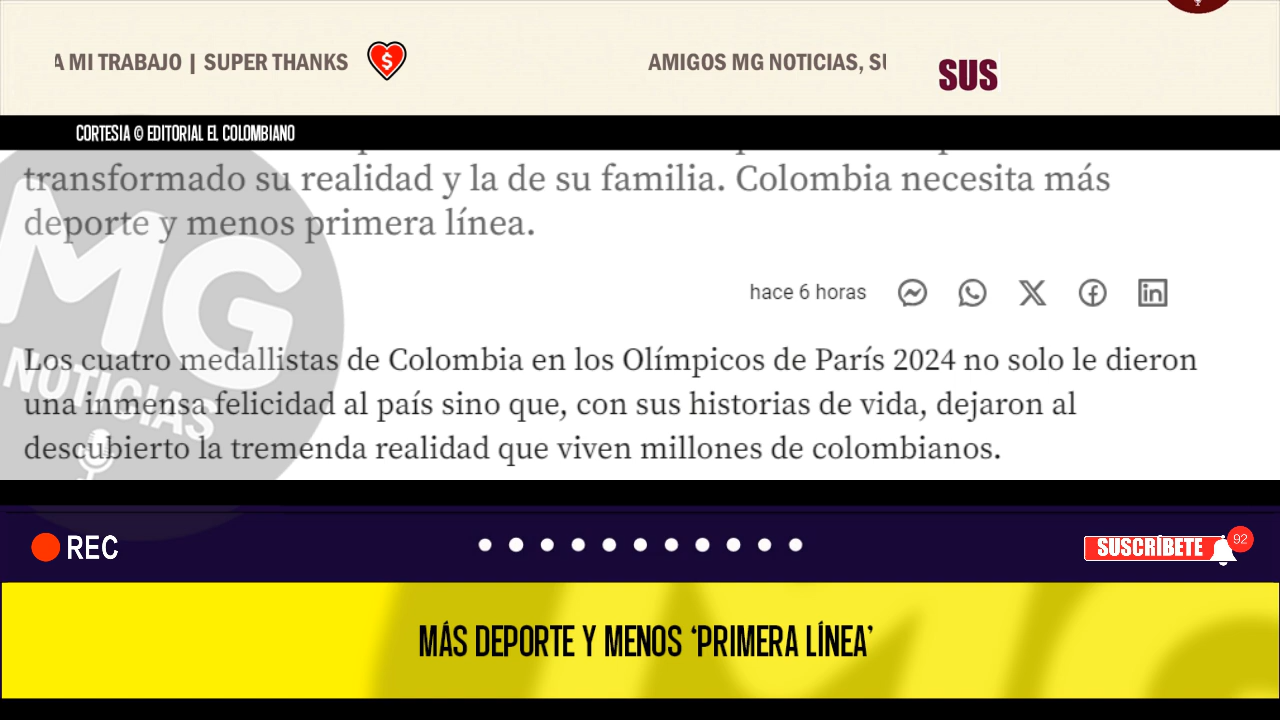 A MI TRABAJO | SUPER THANKS
AMIGOS MG NOTICIAS, SU
SUS
CORTESIA © EDITORIAL EL COLOMBIANO
transformado su realidad y la de su familia. Colombia necesita más
deporte y menos primera línea.
hace 6 horas
Los cuatro medallistas de Colombia en los Olímpicos de París 2024 no solo le dieron
una inmensa felicidad al país sino que, con sus historias de vida, dejaron al
descubierto la tremenda realidad que viven millones de colombianos.
MG
NOTICIAS
REC
SUSCRÍBETE
92
MÁS DEPORTE Y MENOS ‘PRIMERA LÍNEA’